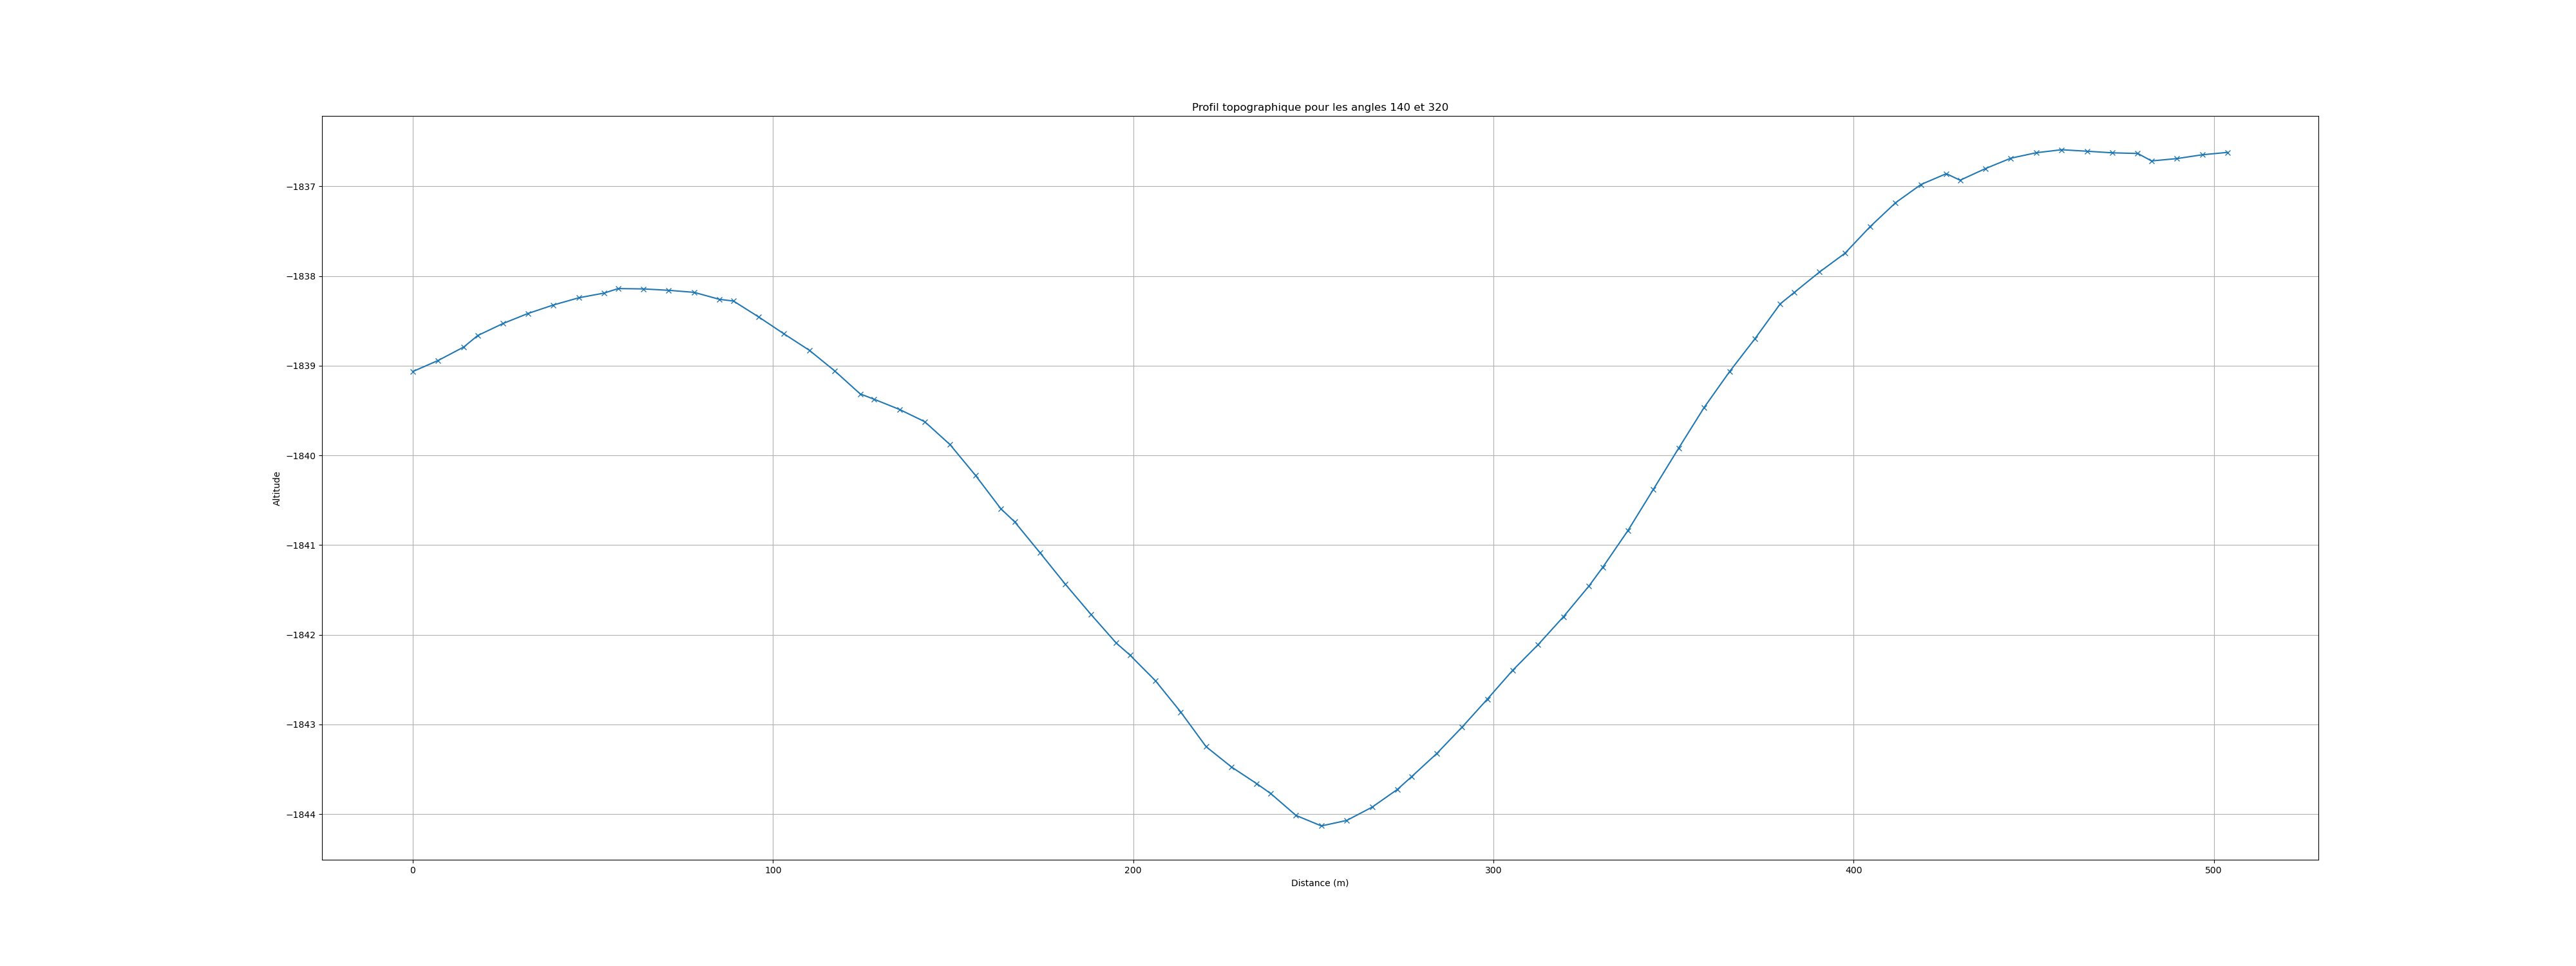 Profil topographique pour les angles 140 et 320
Altitude
−1837
−1838
−1839
−1840
−1841
−1842
−1843
−1844
0 100 200 300 400 500
Distance (m)